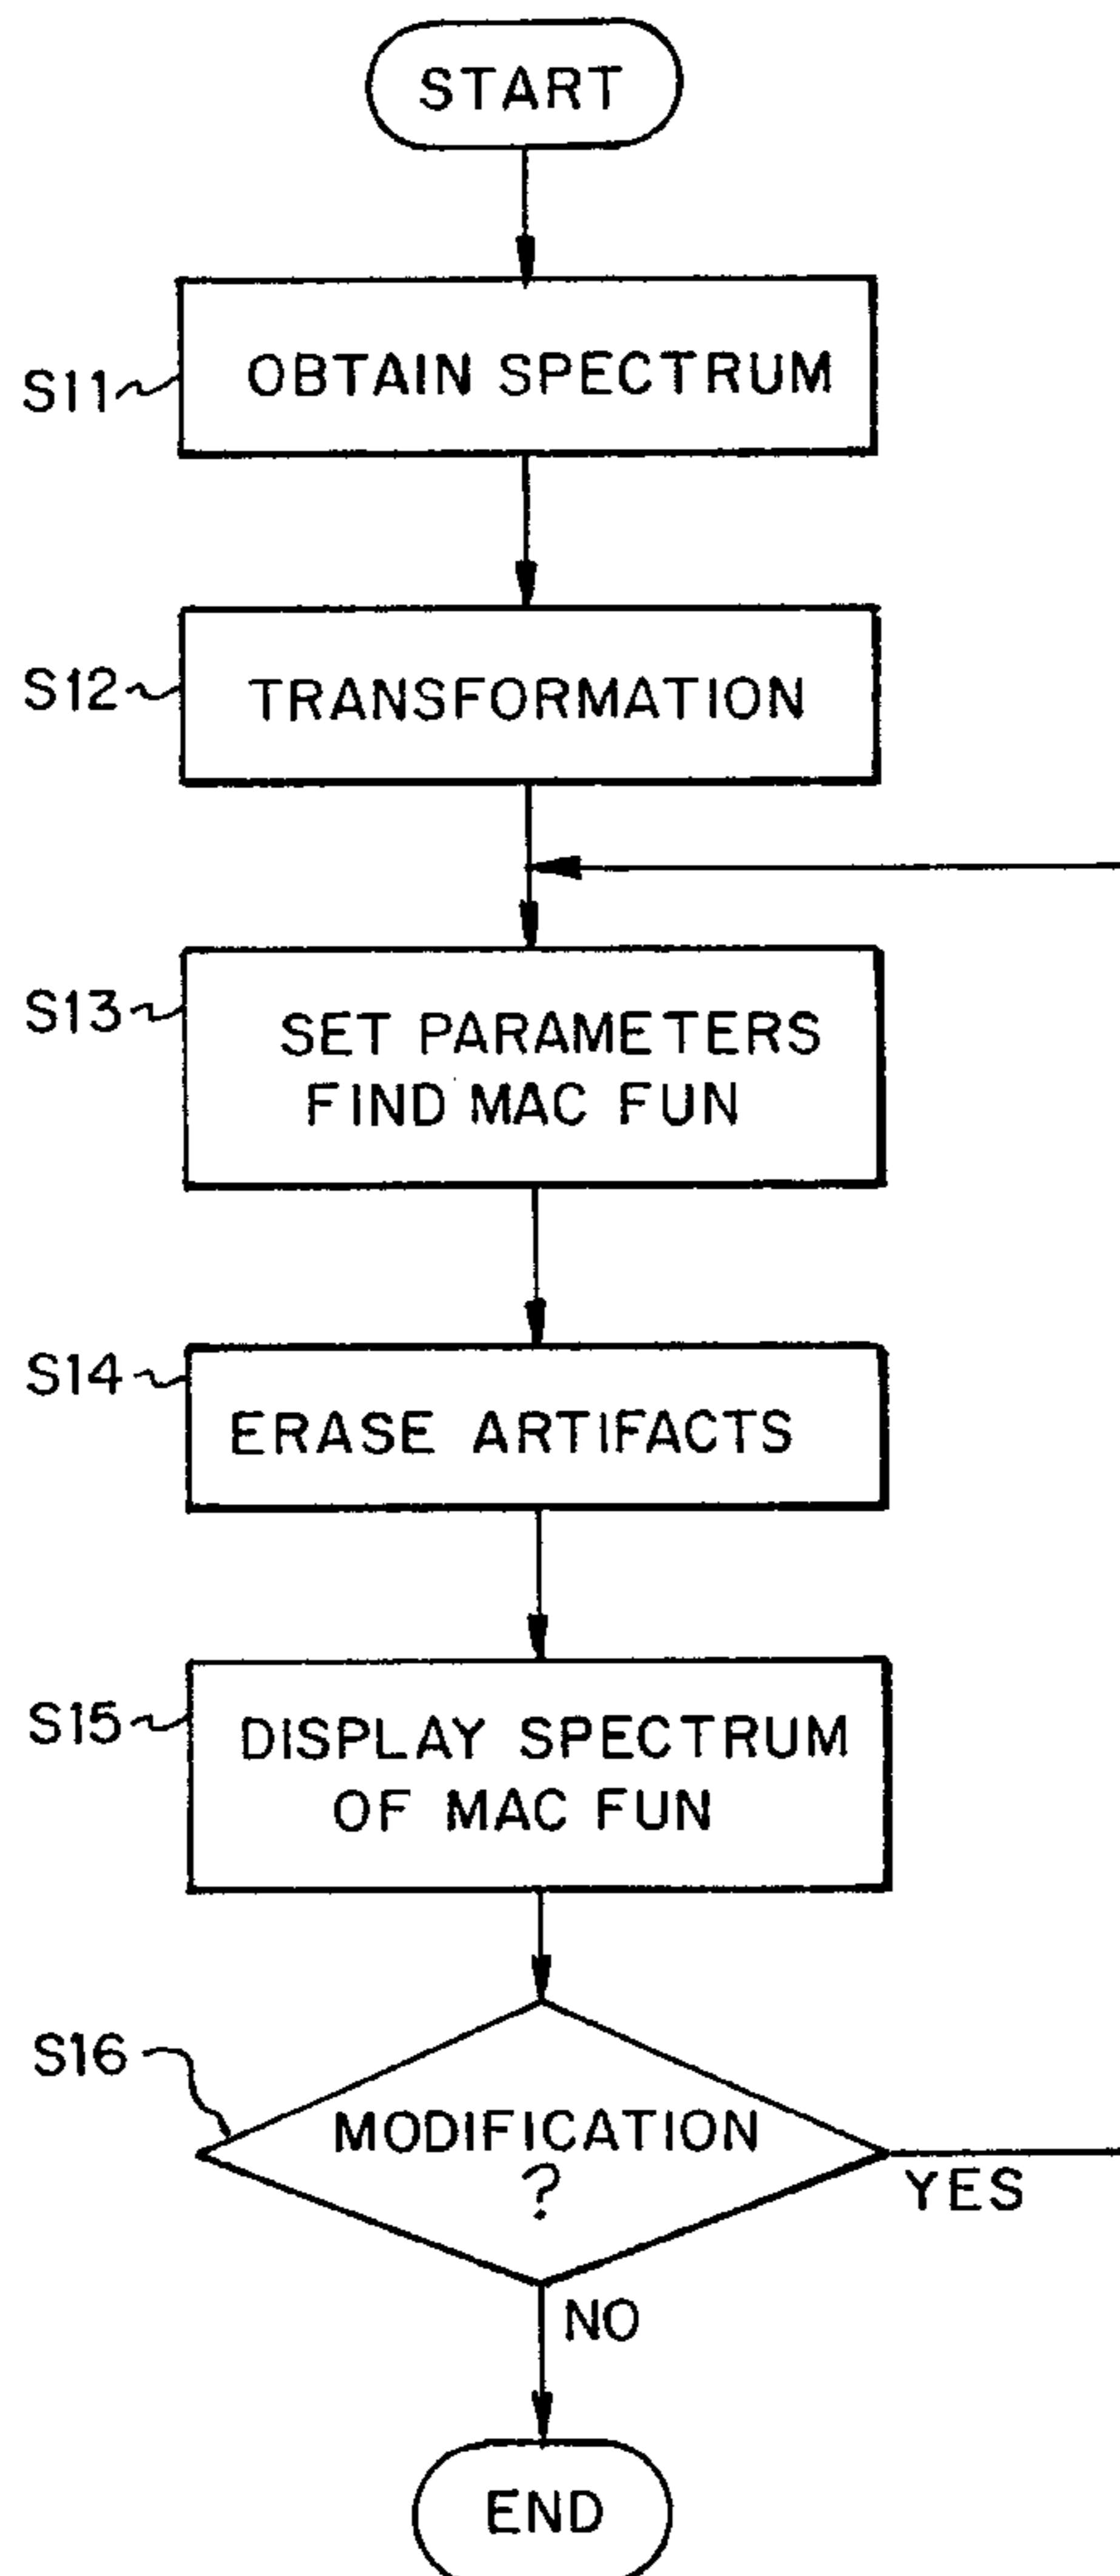 START
S11
OBTAIN SPECTRUM
S12
TRANSFORMATION
S13
SET PARAMETERS
FIND MAC FUN
S14
ERASE ARTIFACTS
S15
DISPLAY SPECTRUM
OF MAC FUN
S16
MODIFICATION
?
YES
NO
END